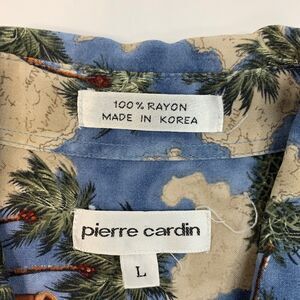 100% RAYON
MADE IN KOREA
pierre cardin
L